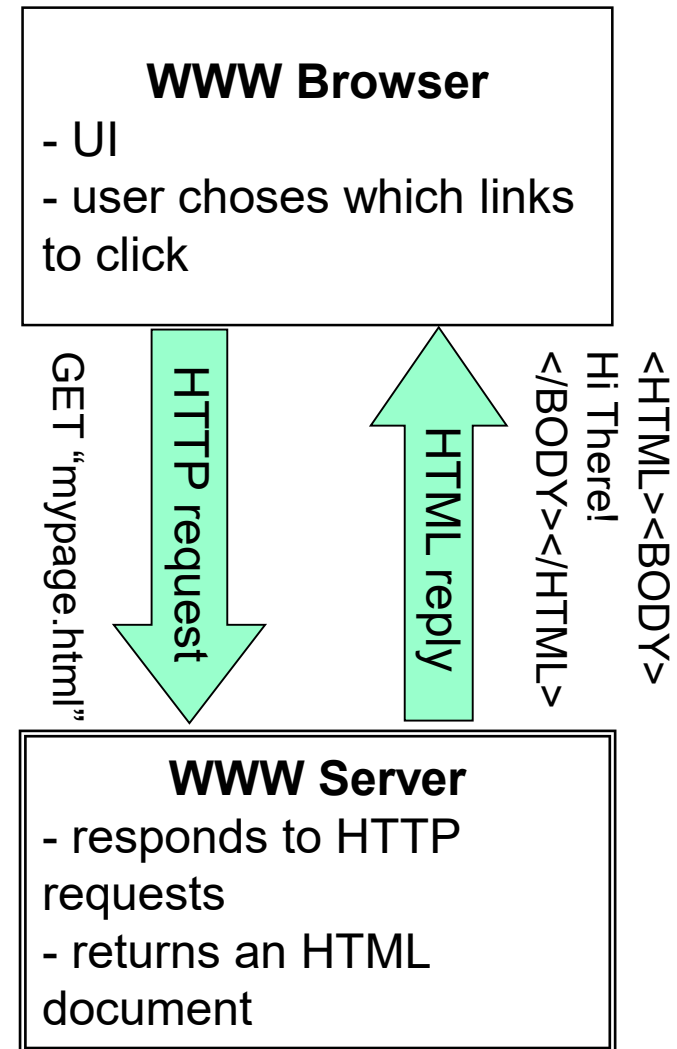 WWW Browser
- UI
- user choses which links
to click
GET “mypage.html”
HTTP request
HTML reply
<HTML><BODY>
Hi There!
</BODY></HTML>
WWW Server
- responds to HTTP
requests
- returns an HTML
document